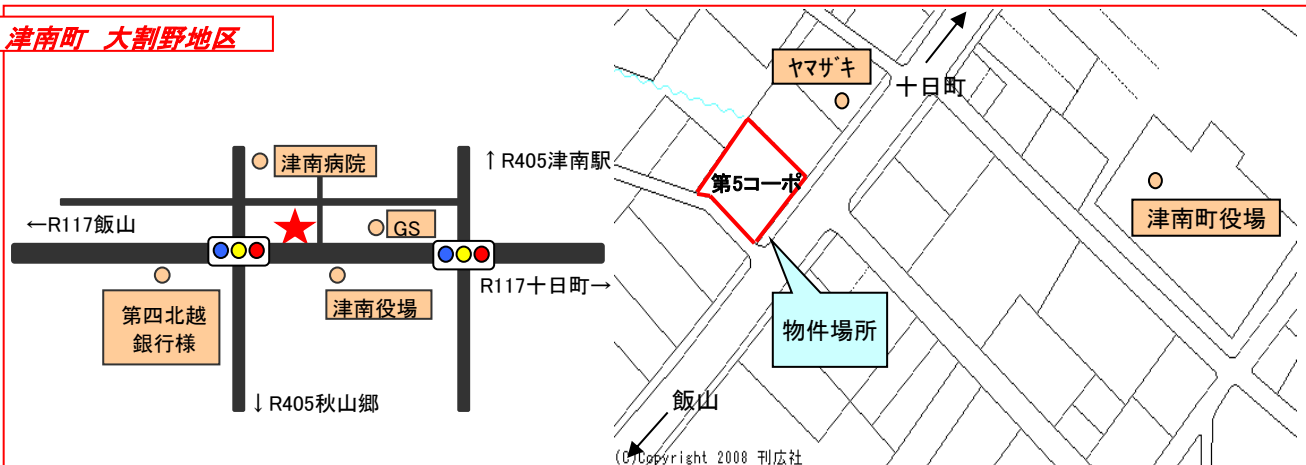 津南町 大割野地区
津南病院
↑R405津南駅
←R117飯山
GS
R117十日町→
第四北越
銀行様
津南役場
↓R405秋山郷
ヤマザキ
十日町
第5コーポ
津南町役場
物件場所
飯山
(C)Copyright 2008 刊広社